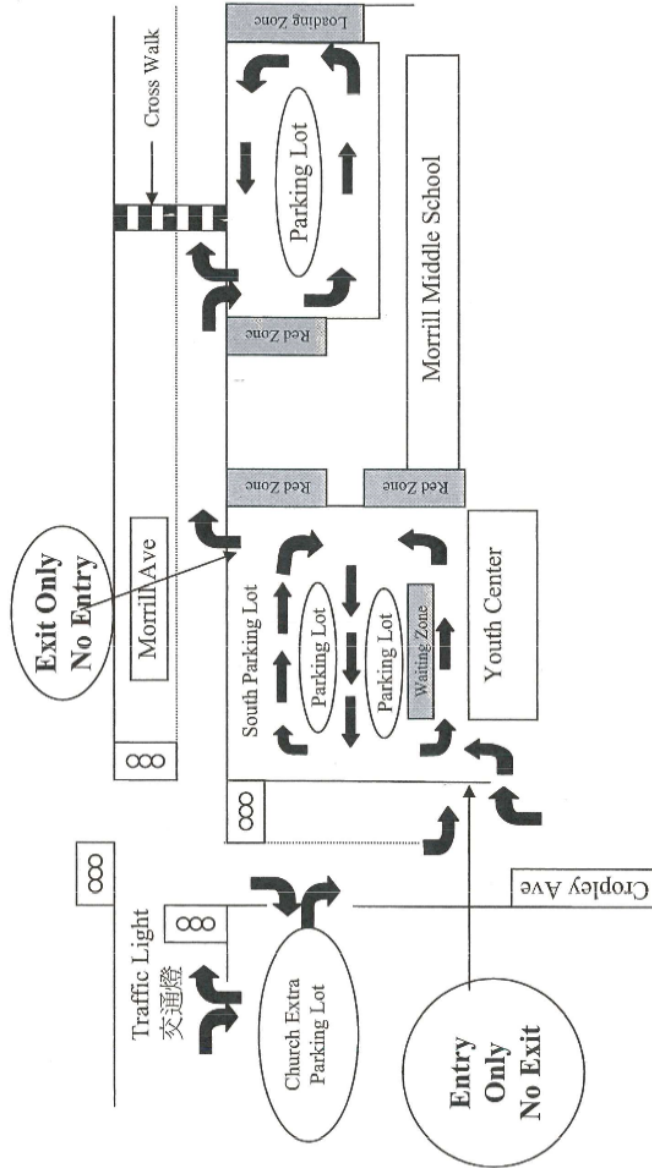 Exit Only
No Entry
Morrill Ave
Cross Walk
Loading Zone
Traffic Light
交通燈
South Parking Lot
Parking Lot
Parking Lot
Waiting Zone
Youth Center
Red Zone
Red Zone
Red Zone
Parking Lot
Morrill Middle School
Church Extra
Parking Lot
Cropley Ave
Entry
Only
No Exit